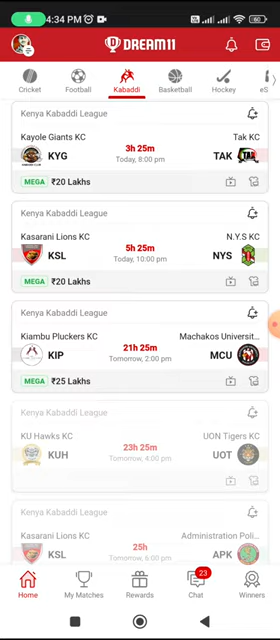 4:34 PM
DREAM11
Cricket
Football
Kabaddi
Basketball
Hockey
eS
Kenya Kabaddi League
Kayole Giants KC
Tak KC
KYG
3h 25m
TAK
Today, 8:00 pm
MEGA ₹20 Lakhs
Kenya Kabaddi League
Kasarani Lions KC
N.Y.S KC
KSL
5h 25m
NYS
Today, 10:00 pm
MEGA ₹20 Lakhs
Kenya Kabaddi League
Kiambu Pluckers KC
Machakos Universit...
KIP
21h 25m
MCU
Tomorrow, 2:00 pm
MEGA ₹25 Lakhs
Kenya Kabaddi League
KU Hawks KC
UON Tigers KC
KUH
23h 25m
UOT
Tomorrow, 4:00 pm
Kenya Kabaddi League
Kasarani Lions KC
Administration Poli...
KSL
25h
APK
Tomorrow, 6:00 pm
Home
My Matches
Rewards
23
Chat
Winners